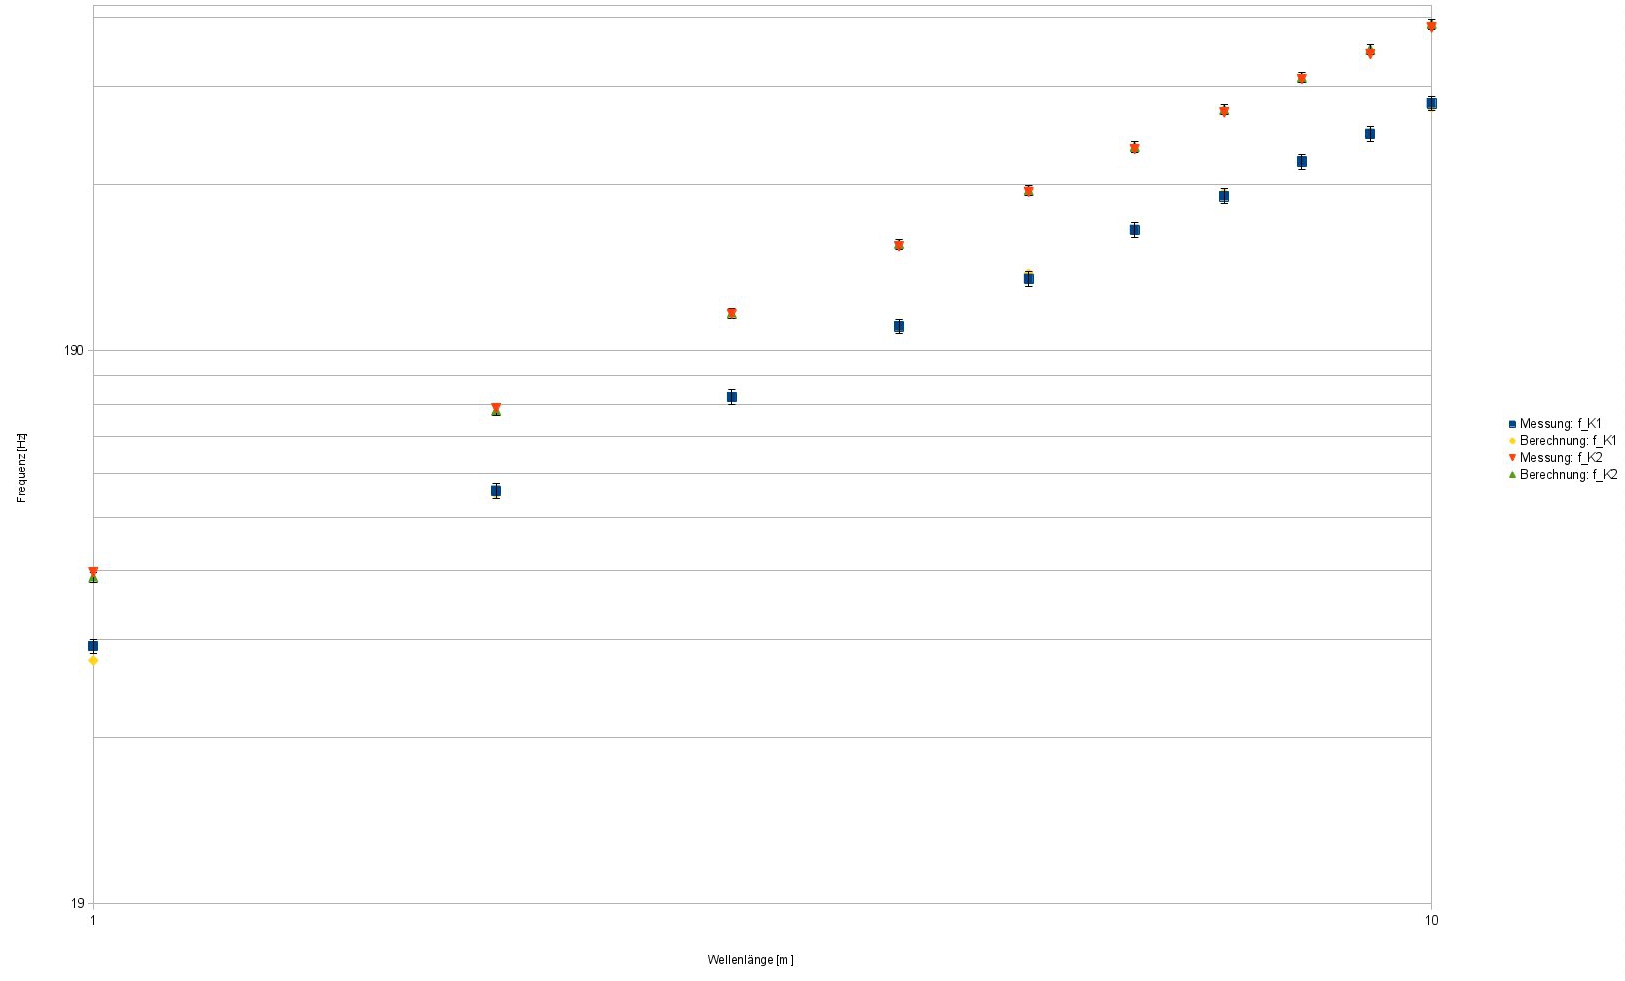 190
Frequenz [Hz]
Messung: f_K1
Berechnung: f_K1
Messung: f_K2
Berechnung: f_K2
19
1
10
Wellenlänge [m]